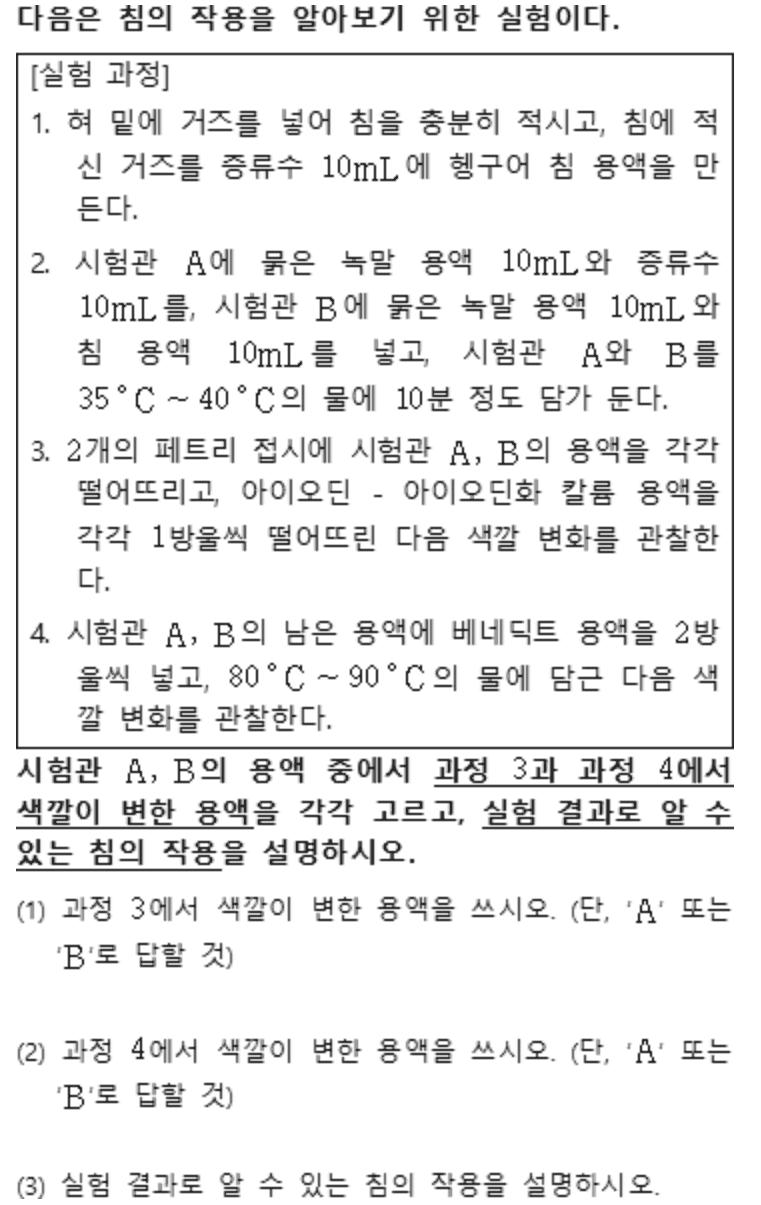 다음은 침의 작용을 알아보기 위한 실험이다.
[실험 과정]
1. 혀 밑에 거즈를 넣어 침을 충분히 적시고, 침에 적
신 거즈를 증류수 10mL에 헹구어 침 용액을 만
든다.
2. 시험관 A에 묽은 녹말 용액 10mL와 증류수
10mL를, 시험관 B에 묽은 녹말 용액 10mL와
침 용액 10mL를 넣고, 시험관 A와 B를
35°C ~ 40°C의 물에 10분 정도 담가 둔다.
3. 2개의 페트리 접시에 시험관 A, B의 용액을 각각
떨어뜨리고, 아이오딘 - 아이오딘화 칼륨 용액을
각각 1방울씩 떨어뜨린 다음 색깔 변화를 관찰한
다.
4. 시험관 A, B의 남은 용액에 베네딕트 용액을 2방
울씩 넣고, 80°C ~ 90°C의 물에 담근 다음 색
깔 변화를 관찰한다.
시험관 A, B의 용액 중에서 과정 3과 과정 4에서
색깔이 변한 용액을 각각 고르고, 실험 결과로 알 수
있는 침의 작용을 설명하시오.
(1) 과정 3에서 색깔이 변한 용액을 쓰시오. (단, 'A' 또는
'B'로 답할 것)
(2) 과정 4에서 색깔이 변한 용액을 쓰시오. (단, 'A' 또는
'B'로 답할 것)
(3) 실험 결과로 알 수 있는 침의 작용을 설명하시오.